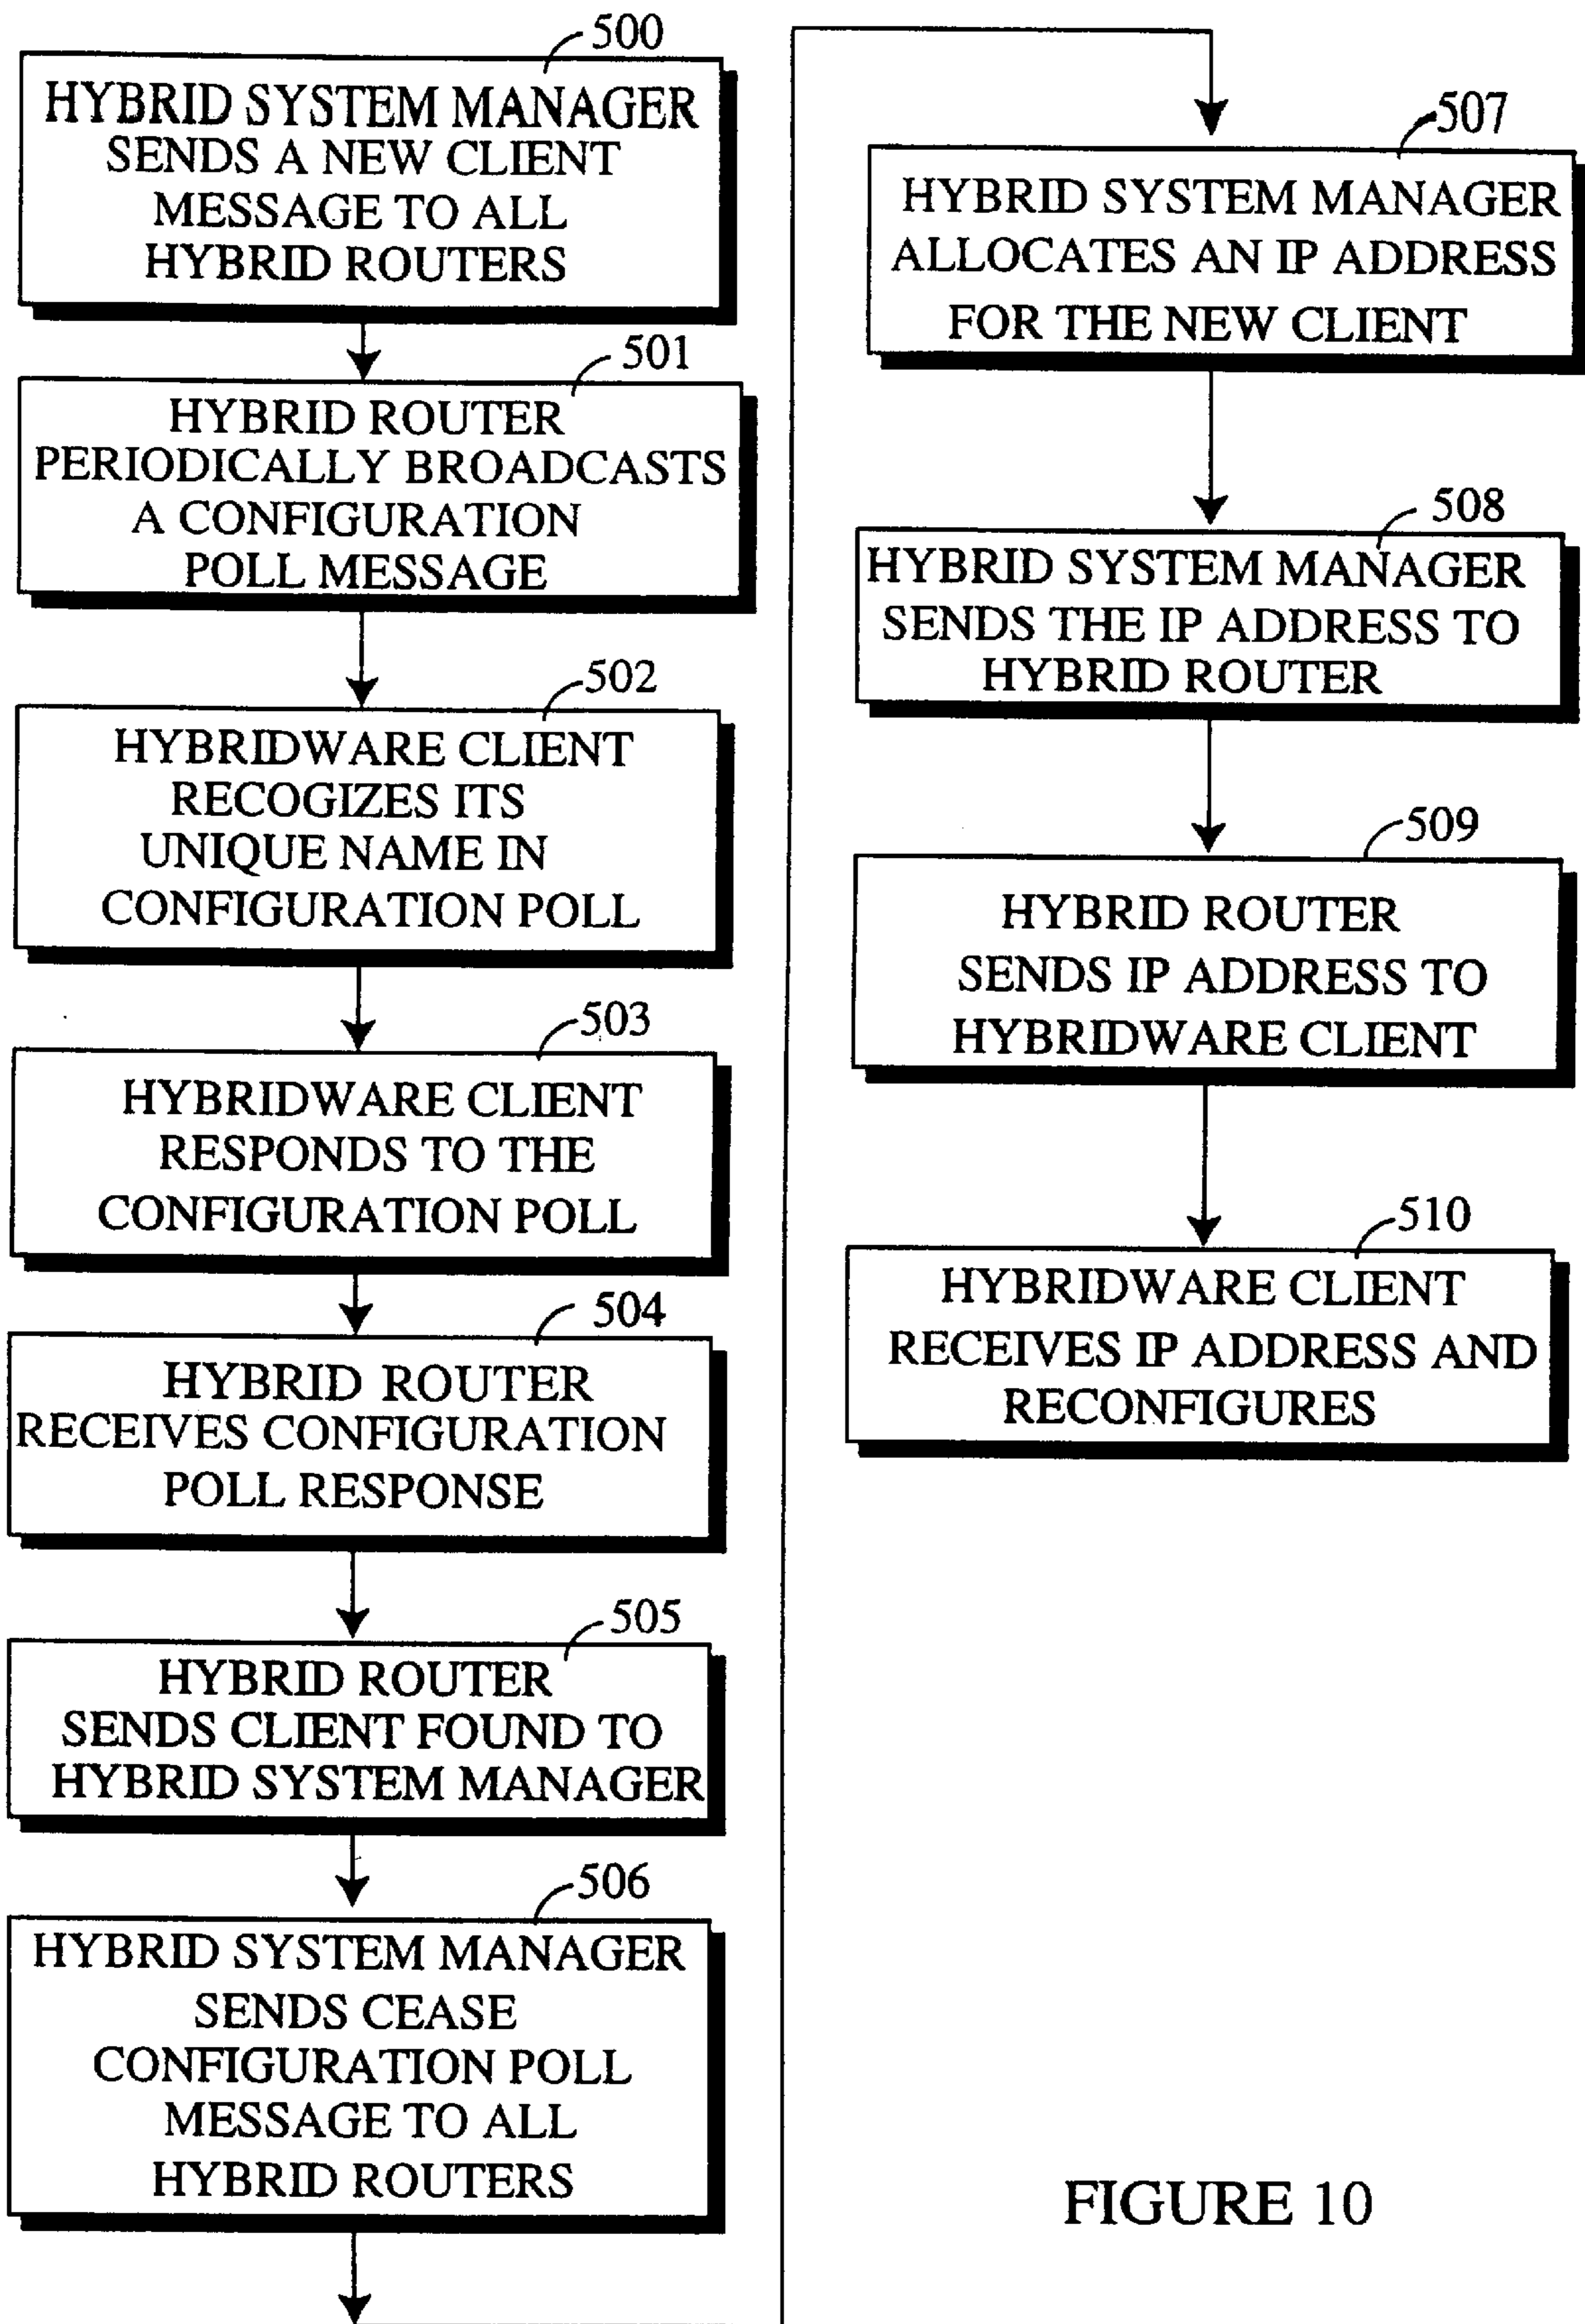 500
HYBRID SYSTEM MANAGER
SENDS A NEW CLIENT
MESSAGE TO ALL
HYBRID ROUTERS
501
HYBRID ROUTER
PERIODICALLY BROADCASTS
A CONFIGURATION
POLL MESSAGE
502
HYBRIDWARE CLIENT
RECOGIZES ITS
UNIQUE NAME IN
CONFIGURATION POLL
503
HYBRIDWARE CLIENT
RESPONDS TO THE
CONFIGURATION POLL
504
HYBRID ROUTER
RECEIVES CONFIGURATION
POLL RESPONSE
505
HYBRID ROUTER
SENDS CLIENT FOUND TO
HYBRID SYSTEM MANAGER
506
HYBRID SYSTEM MANAGER
SENDS CEASE
CONFIGURATION POLL
MESSAGE TO ALL
HYBRID ROUTERS
507
HYBRID SYSTEM MANAGER
ALLOCATES AN IP ADDRESS
FOR THE NEW CLIENT
508
HYBRID SYSTEM MANAGER
SENDS THE IP ADDRESS TO
HYBRID ROUTER
509
HYBRID ROUTER
SENDS IP ADDRESS TO
HYBRIDWARE CLIENT
510
HYBRIDWARE CLIENT
RECEIVES IP ADDRESS AND
RECONFIGURES
FIGURE 10